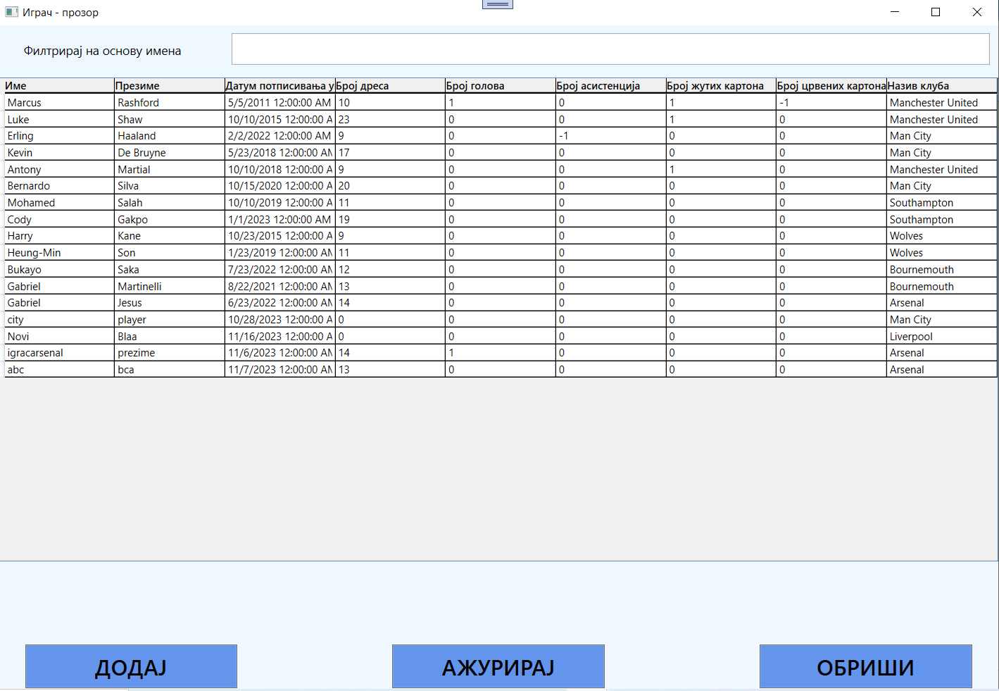 Играч - прозор
Филтрирај на основу имена
Име Презиме Датум потписивања у Број дреса Број голова Број асистенција Број жутих картона Број црвених картона Назив клуба
Marcus Rashford 5/5/2011 12:00:00 AM 10 1 0 1 -1 Manchester United
Luke Shaw 10/10/2015 12:00:00 A 23 0 0 1 0 Manchester United
Erling Haaland 2/2/2022 12:00:00 AM 9 0 -1 0 0 Man City
Kevin De Bruyne 5/23/2018 12:00:00 AM 17 0 0 0 0 Man City
Antony Martial 10/10/2018 12:00:00 A 9 0 0 1 0 Manchester United
Bernardo Silva 10/15/2020 12:00:00 A 20 0 0 0 0 Man City
Mohamed Salah 10/10/2019 12:00:00 A 11 0 0 0 0 Southampton
Cody Gakpo 1/1/2023 12:00:00 AM 19 0 0 0 0 Southampton
Harry Kane 10/23/2015 12:00:00 A 9 0 0 0 0 Wolves
Heung-Min Son 1/23/2019 12:00:00 AM 11 0 0 0 0 Wolves
Bukayo Saka 7/23/2022 12:00:00 AM 12 0 0 0 0 Bournemouth
Gabriel Martinelli 8/22/2021 12:00:00 AM 13 0 0 0 0 Bournemouth
Gabriel Jesus 6/23/2022 12:00:00 AM 14 0 0 0 0 Arsenal
city player 10/28/2023 12:00:00 A 0 0 0 0 0 Man City
Novi Blaa 11/16/2023 12:00:00 A 0 0 0 0 0 Liverpool
igracarsenal prezime 11/6/2023 12:00:00 AM 14 1 0 0 0 Arsenal
abc bca 11/7/2023 12:00:00 AM 13 0 0 0 0 Arsenal
ДОДАЈ АЖУРИРАЈ ОБРИШИ